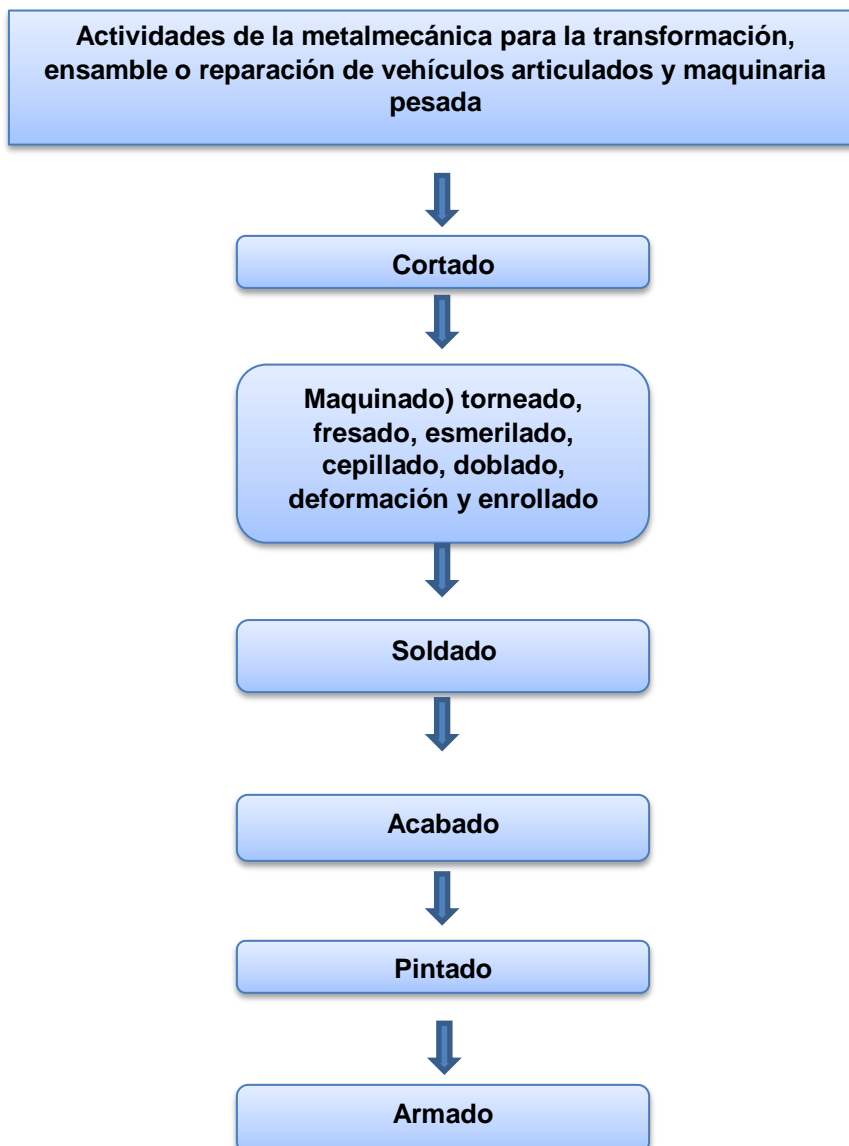 Actividades de la metalmecánica para la transformación,
ensamble o reparación de vehículos articulados y maquinaria
pesada
Cortado
Maquinado) torneado,
fresado, esmerilado,
cepillado, doblado,
deformación y enrollado
Soldado
Acabado
Pintado
Armado